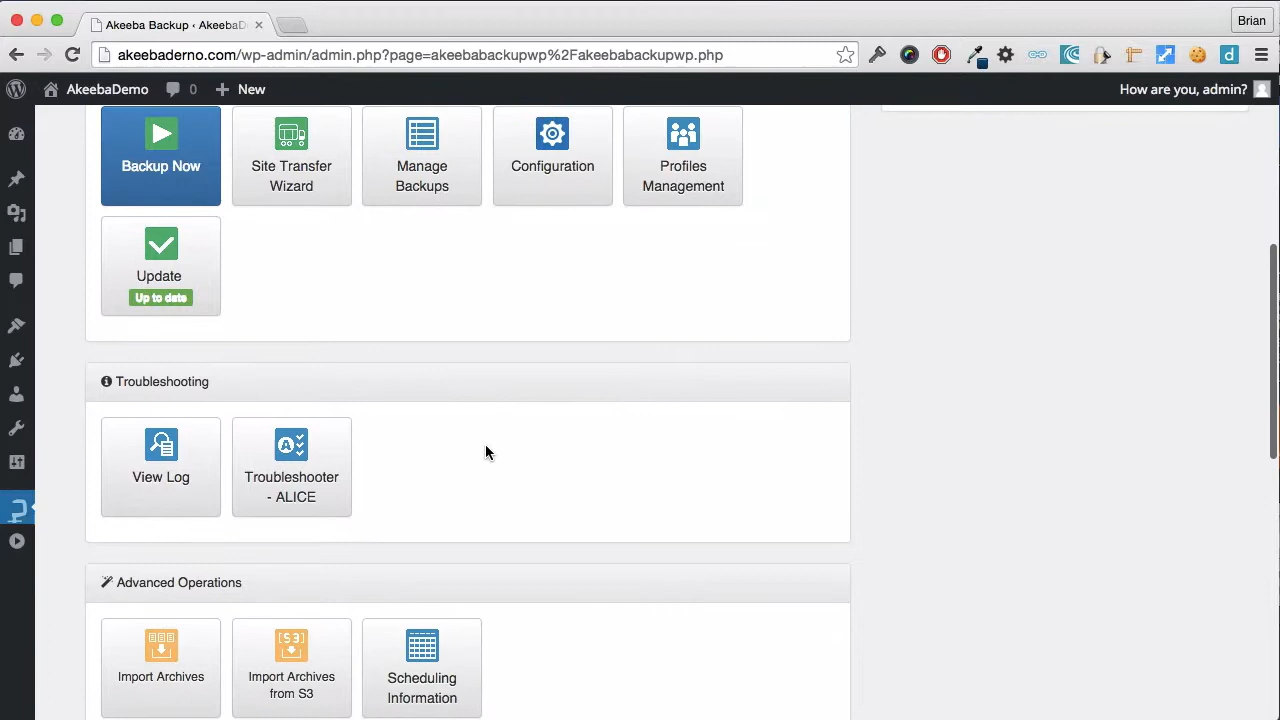 Akeeba Backup ‹ AkeebaD
Brian
akeebaderno.com/wp-admin/admin.php?page=akeebabackupwp%2Fakeebabackupwp.php
AkeebaDemo
0
New
How are you, admin?
Backup Now
Site Transfer
Wizard
Manage
Backups
Configuration
Profiles
Management
Update
Up to date
Troubleshooting
View Log
Troubleshooter
- ALICE
Advanced Operations
Import Archives
Import Archives
from S3
Scheduling
Information